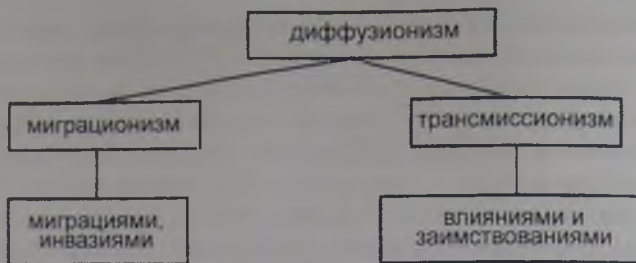 диффузионизм
миграционизм
трансмиссионизм
миграциями,
инвазиями
влияниями и
заимствованиями